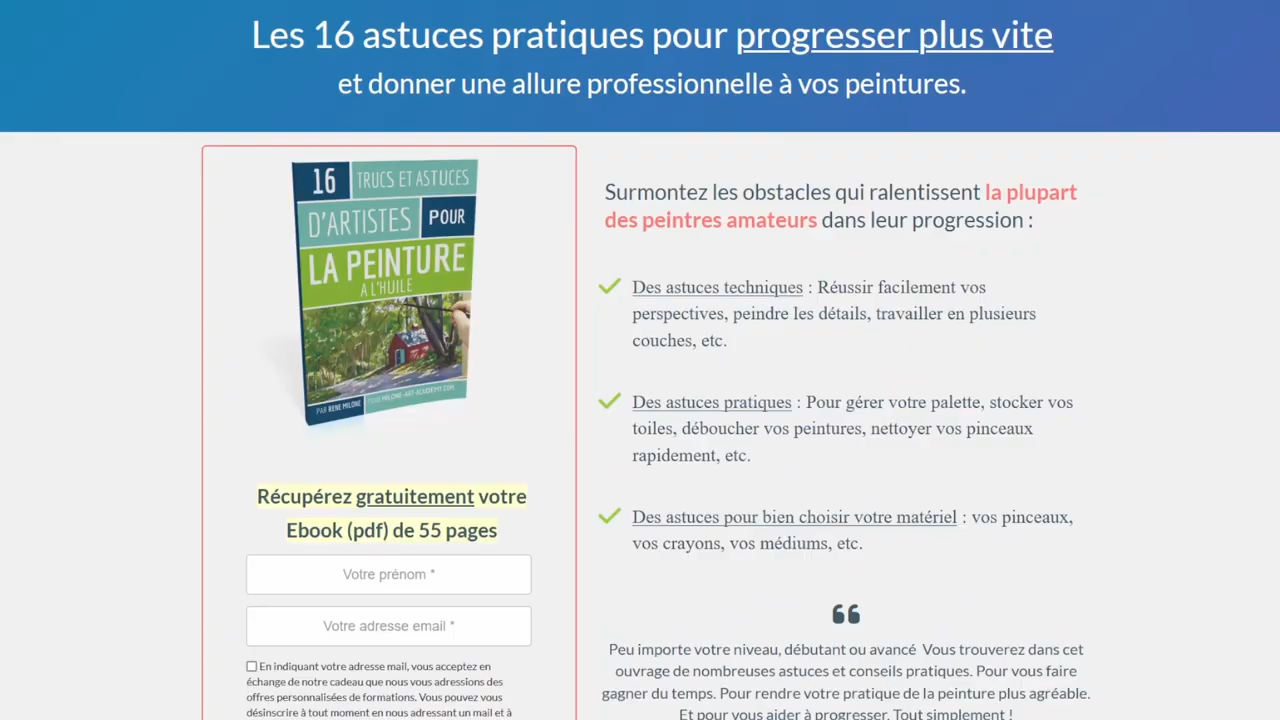 Les 16 astuces pratiques pour progresser plus vite
et donner une allure professionnelle à vos peintures.
16 TRUCS ET ASTUCES
D'ARTISTES POUR
LA PEINTURE
A L'HUILE
PAR RENE MILONE POUR MILONE-ART-ACADEMY.COM
Récupérez gratuitement votre
Ebook (pdf) de 55 pages
Votre prénom *
Votre adresse email *
En indiquant votre adresse mail, vous acceptez en
échange de notre cadeau que nous vous adressions des
offres personnalisées de formations. Vous pouvez vous
désinscrire à tout moment en nous adressant un mail et à
Surmontez les obstacles qui ralentissent la plupart
des peintres amateurs dans leur progression :
Des astuces techniques : Réussir facilement vos
perspectives, peindre les détails, travailler en plusieurs
couches, etc.
Des astuces pratiques : Pour gérer votre palette, stocker vos
toiles, déboucher vos peintures, nettoyer vos pinceaux
rapidement, etc.
Des astuces pour bien choisir votre matériel : vos pinceaux,
vos crayons, vos médiums, etc.
Peu importe votre niveau, débutant ou avancé Vous trouverez dans cet
ouvrage de nombreuses astuces et conseils pratiques. Pour vous faire
gagner du temps. Pour rendre votre pratique de la peinture plus agréable.
Et pour vous aider à progresser. Tout simplement !